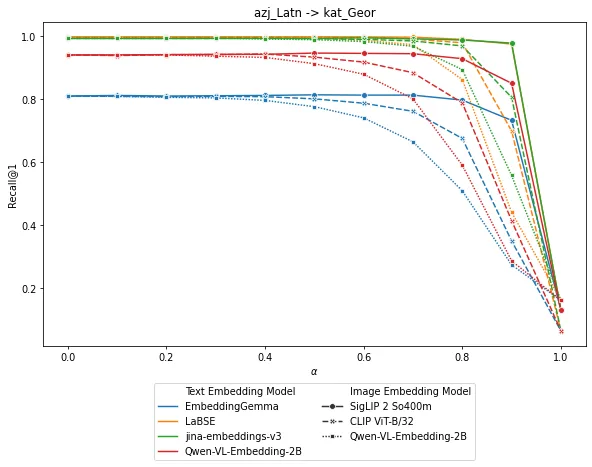 azj_Latn -> kat_Geor
Recall@1
1.0
0.8
0.6
0.4
0.2
0.0 0.2 0.4 0.6 0.8 1.0
α
Text Embedding Model Image Embedding Model
EmbeddingGemma SigLIP 2 So400m
LaBSE CLIP ViT-B/32
jina-embeddings-v3 Qwen-VL-Embedding-2B
Qwen-VL-Embedding-2B